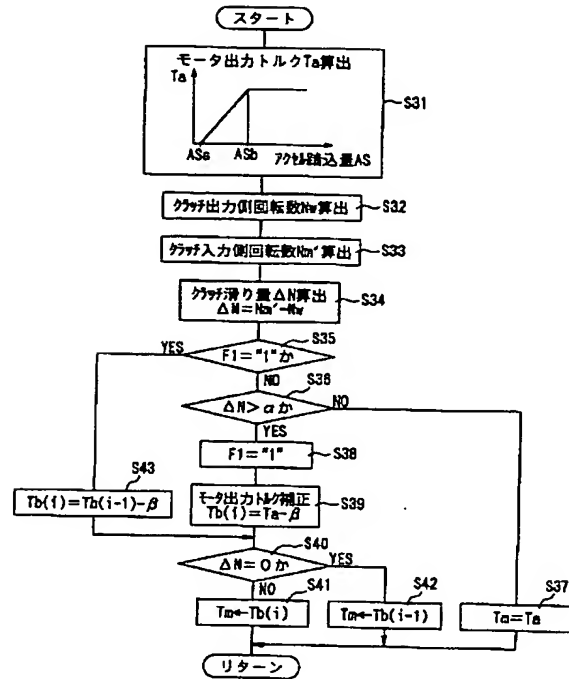 スタート
モータ出力トルクTa算出
Ta
S31
ASa
ASb
アクセル踏込量AS
クラッチ出力側回転数Nw算出
S32
クラッチ入力側回転数Nm'算出
S33
クラッチ滑り量ΔN算出
ΔN=Nm'-Nw
S34
S35
YES
F1="1"か
NO
S36
ΔN>αか
NO
YES
F1="1"
S38
S43
Tb(i)=Tb(i-1)-β
モータ出力トルク補正
Tb(i)=Ta-β
S39
S40
ΔN=0か
YES
NO
S41
Tm←Tb(i)
S42
Tm←Tb(i-1)
S37
Tm=Ta
リターン